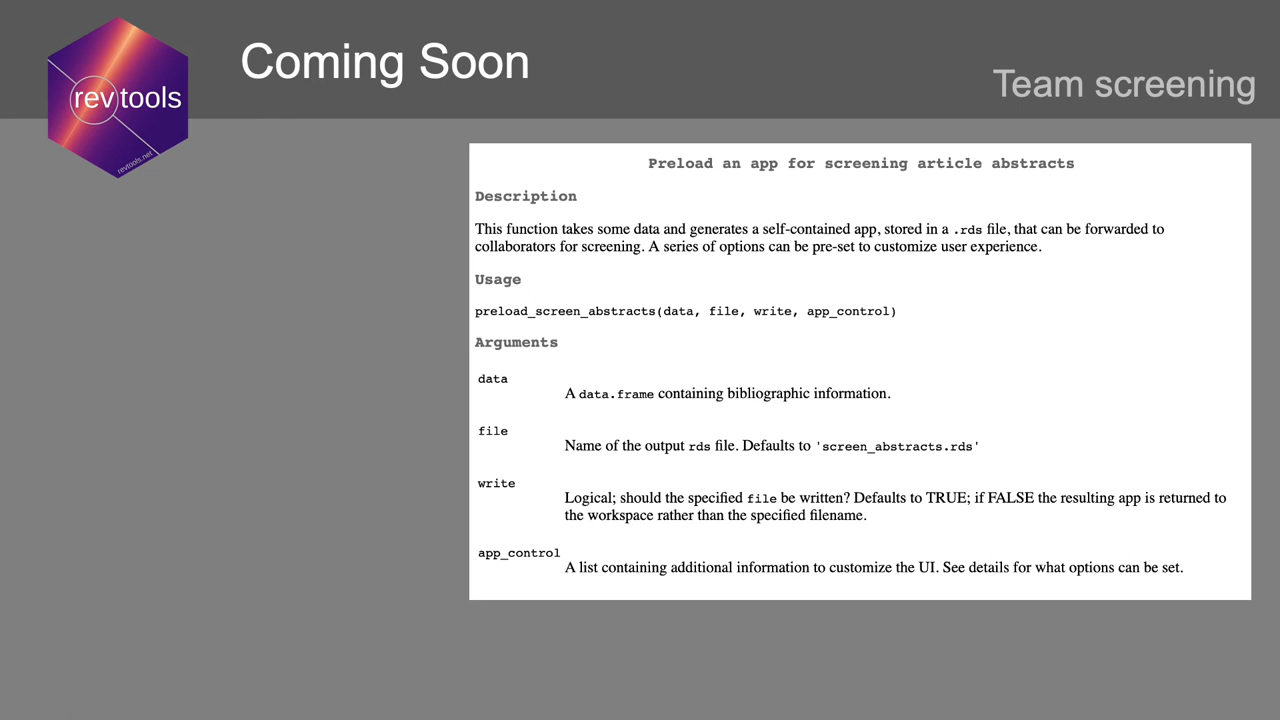 Coming Soon
Team screening
revtools
revtools.net
Preload an app for screening article abstracts
Description
This function takes some data and generates a self-contained app, stored in a .rds file, that can be forwarded to
collaborators for screening. A series of options can be pre-set to customize user experience.
Usage
preload_screen_abstracts(data, file, write, app_control)
Arguments
data
A data.frame containing bibliographic information.
file
Name of the output rds file. Defaults to 'screen_abstracts.rds'
write
Logical; should the specified file be written? Defaults to TRUE; if FALSE the resulting app is returned to
the workspace rather than the specified filename.
app_control
A list containing additional information to customize the UI. See details for what options can be set.